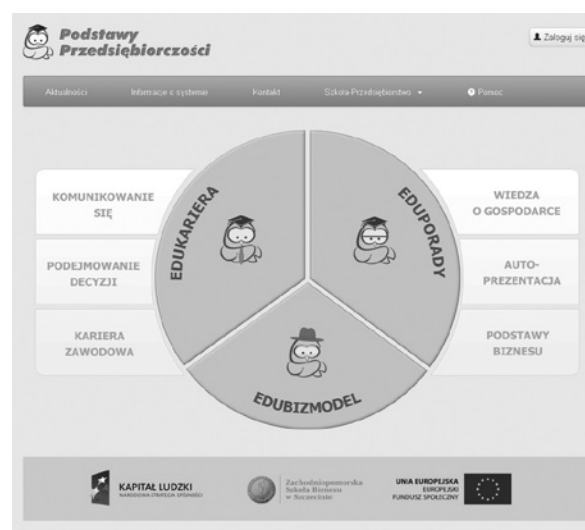 Podstawy
Przedsiębiorczości
Zaloguj się
Aktualności
Informacje o systemie
Kontakt
Szkoła-Przedsiębiorstwo
Pomoc
KOMUNIKOWANIE
SIĘ
PODEJMOWANIE
DECYZJI
KARIERA
ZAWODOWA
EDUKARIERA
EDUPORADY
EDUBIZMODEL
WIEDZA
O GOSPODARCE
AUTO-
PREZENTACJA
PODSTAWY
BIZNESU
KAPITAŁ LUDZKI
NARODOWA STRATEGIA SPÓJNOŚCI
Zachodniopomorska
Szkoła Biznesu
w Szczecinie
UNIA EUROPEJSKA
EUROPEJSKI
FUNDUSZ SPOŁECZNY